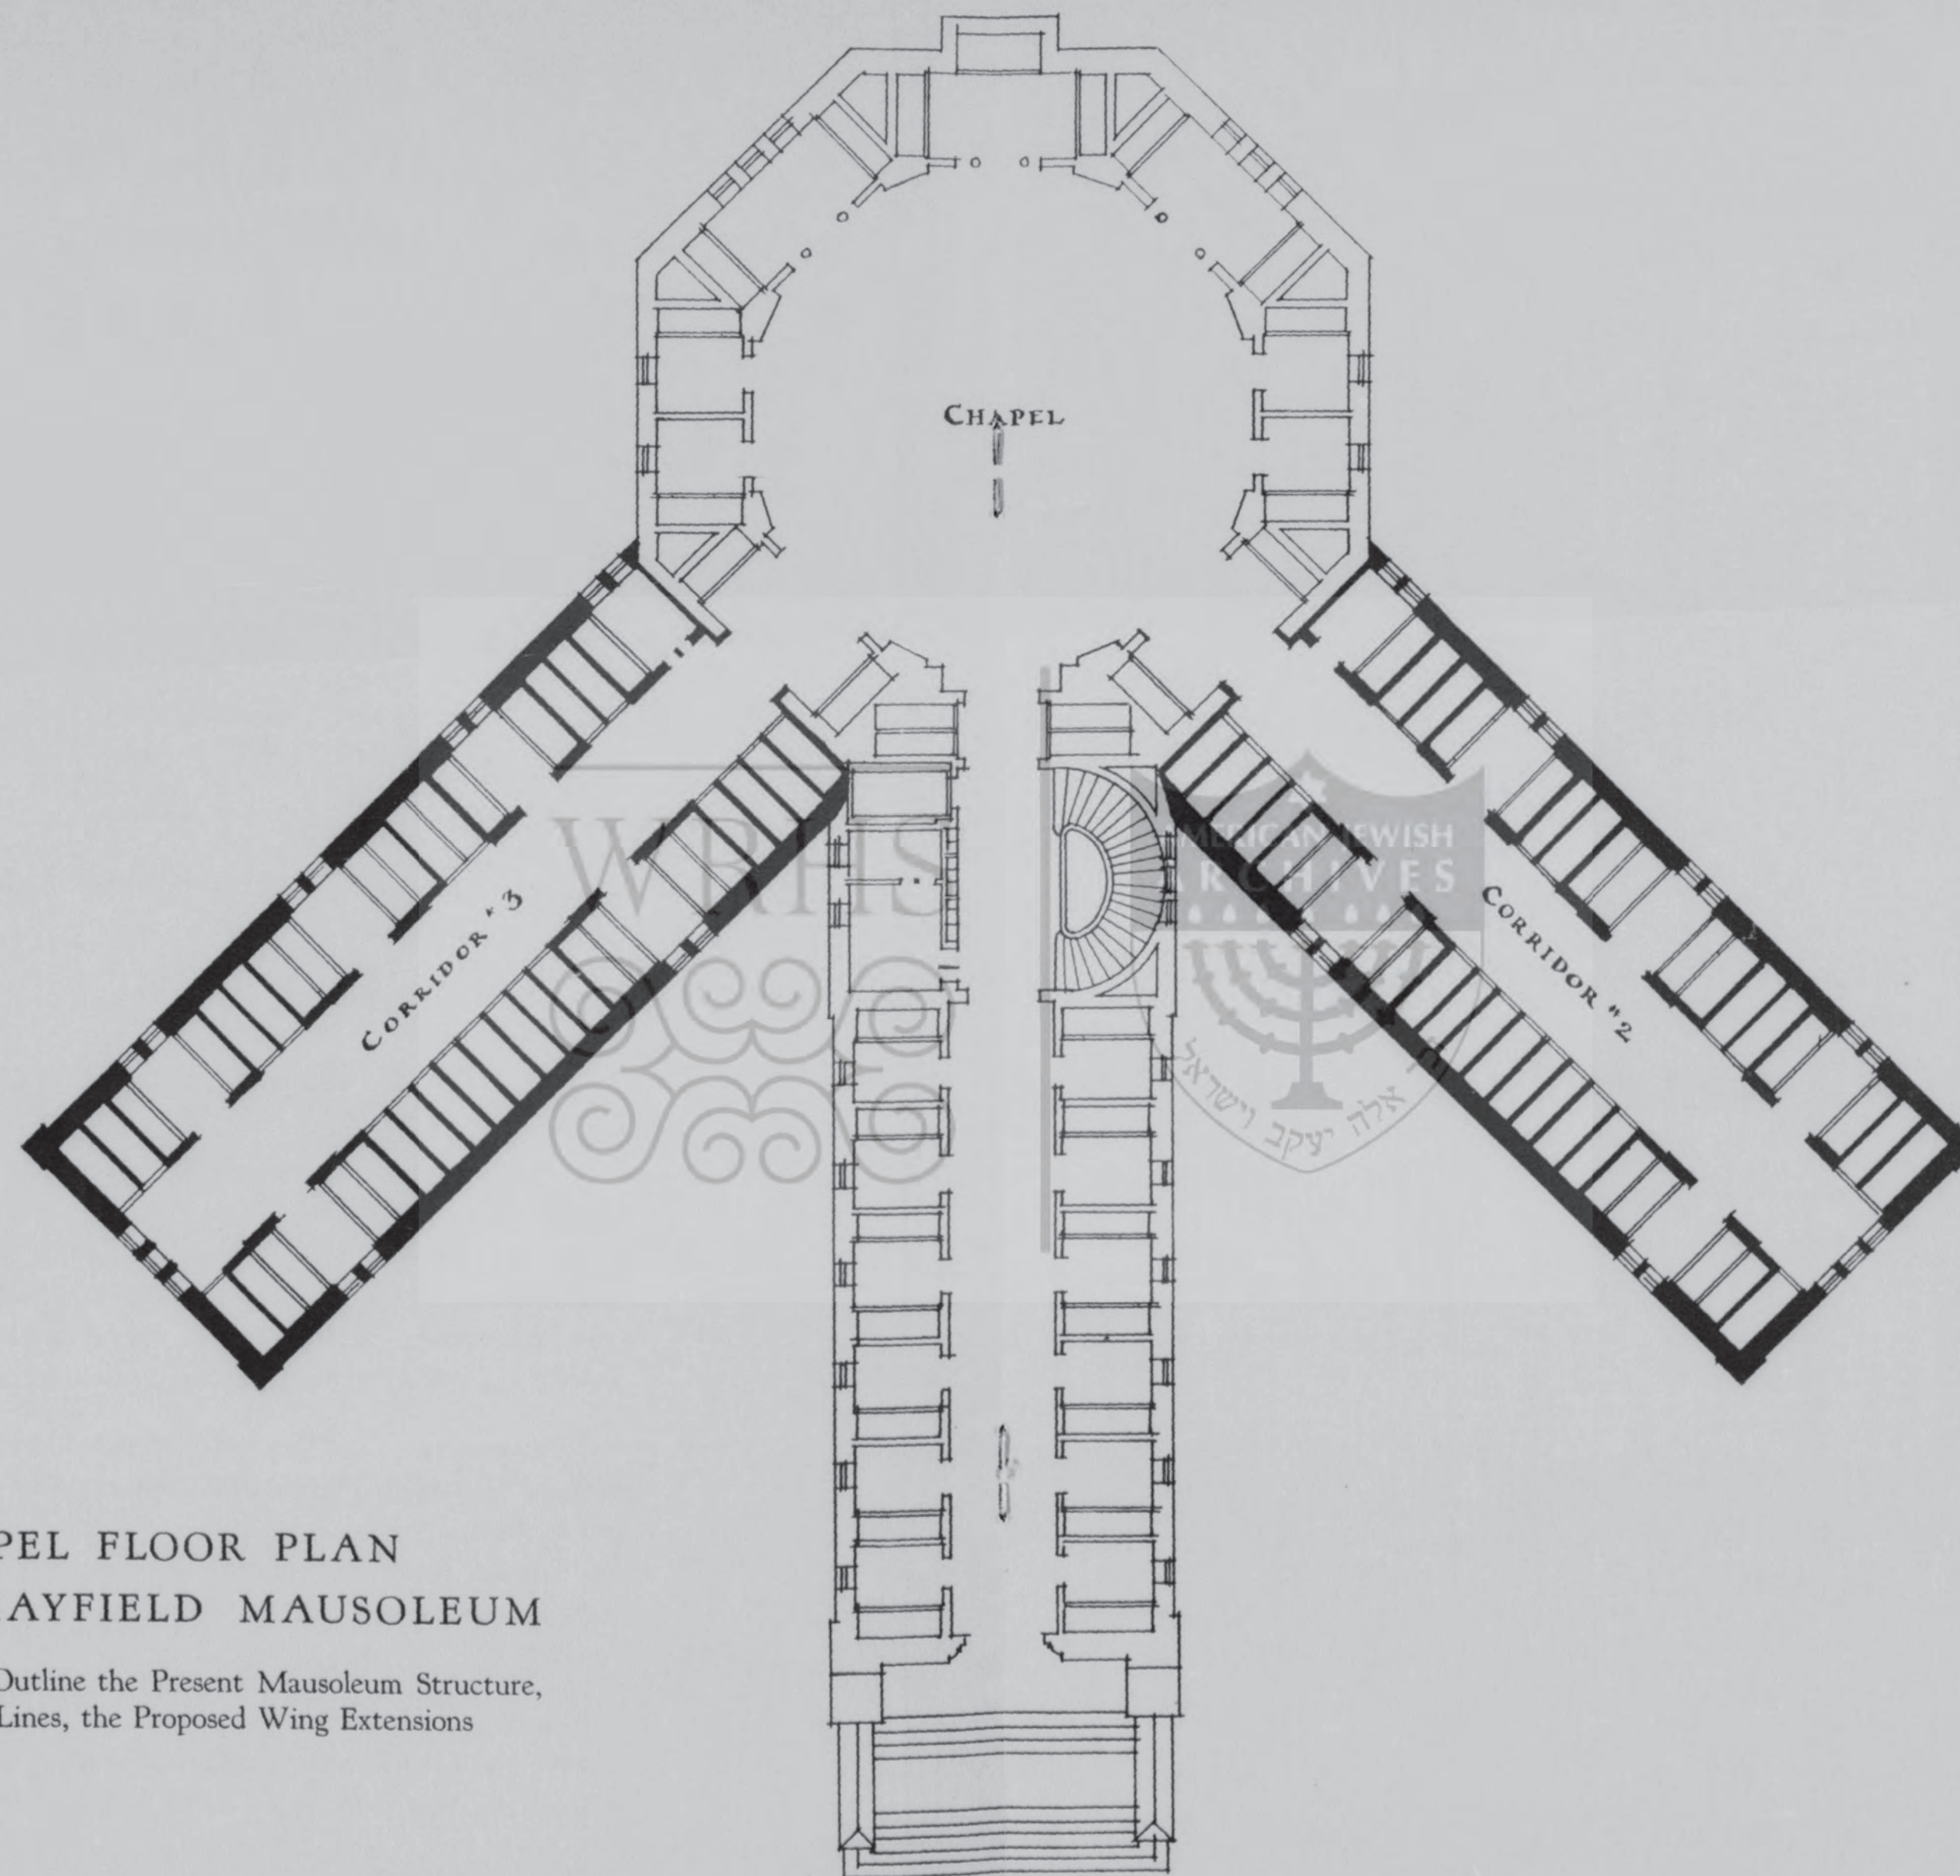 CHAPEL
CORRIDOR #3
CORRIDOR #2
WRHS
AMERICAN JEWISH
ARCHIVES
אלה יעקב וישראל
PEL FLOOR PLAN
AYFIELD MAUSOLEUM
Outline the Present Mausoleum Structure,
Lines, the Proposed Wing Extensions